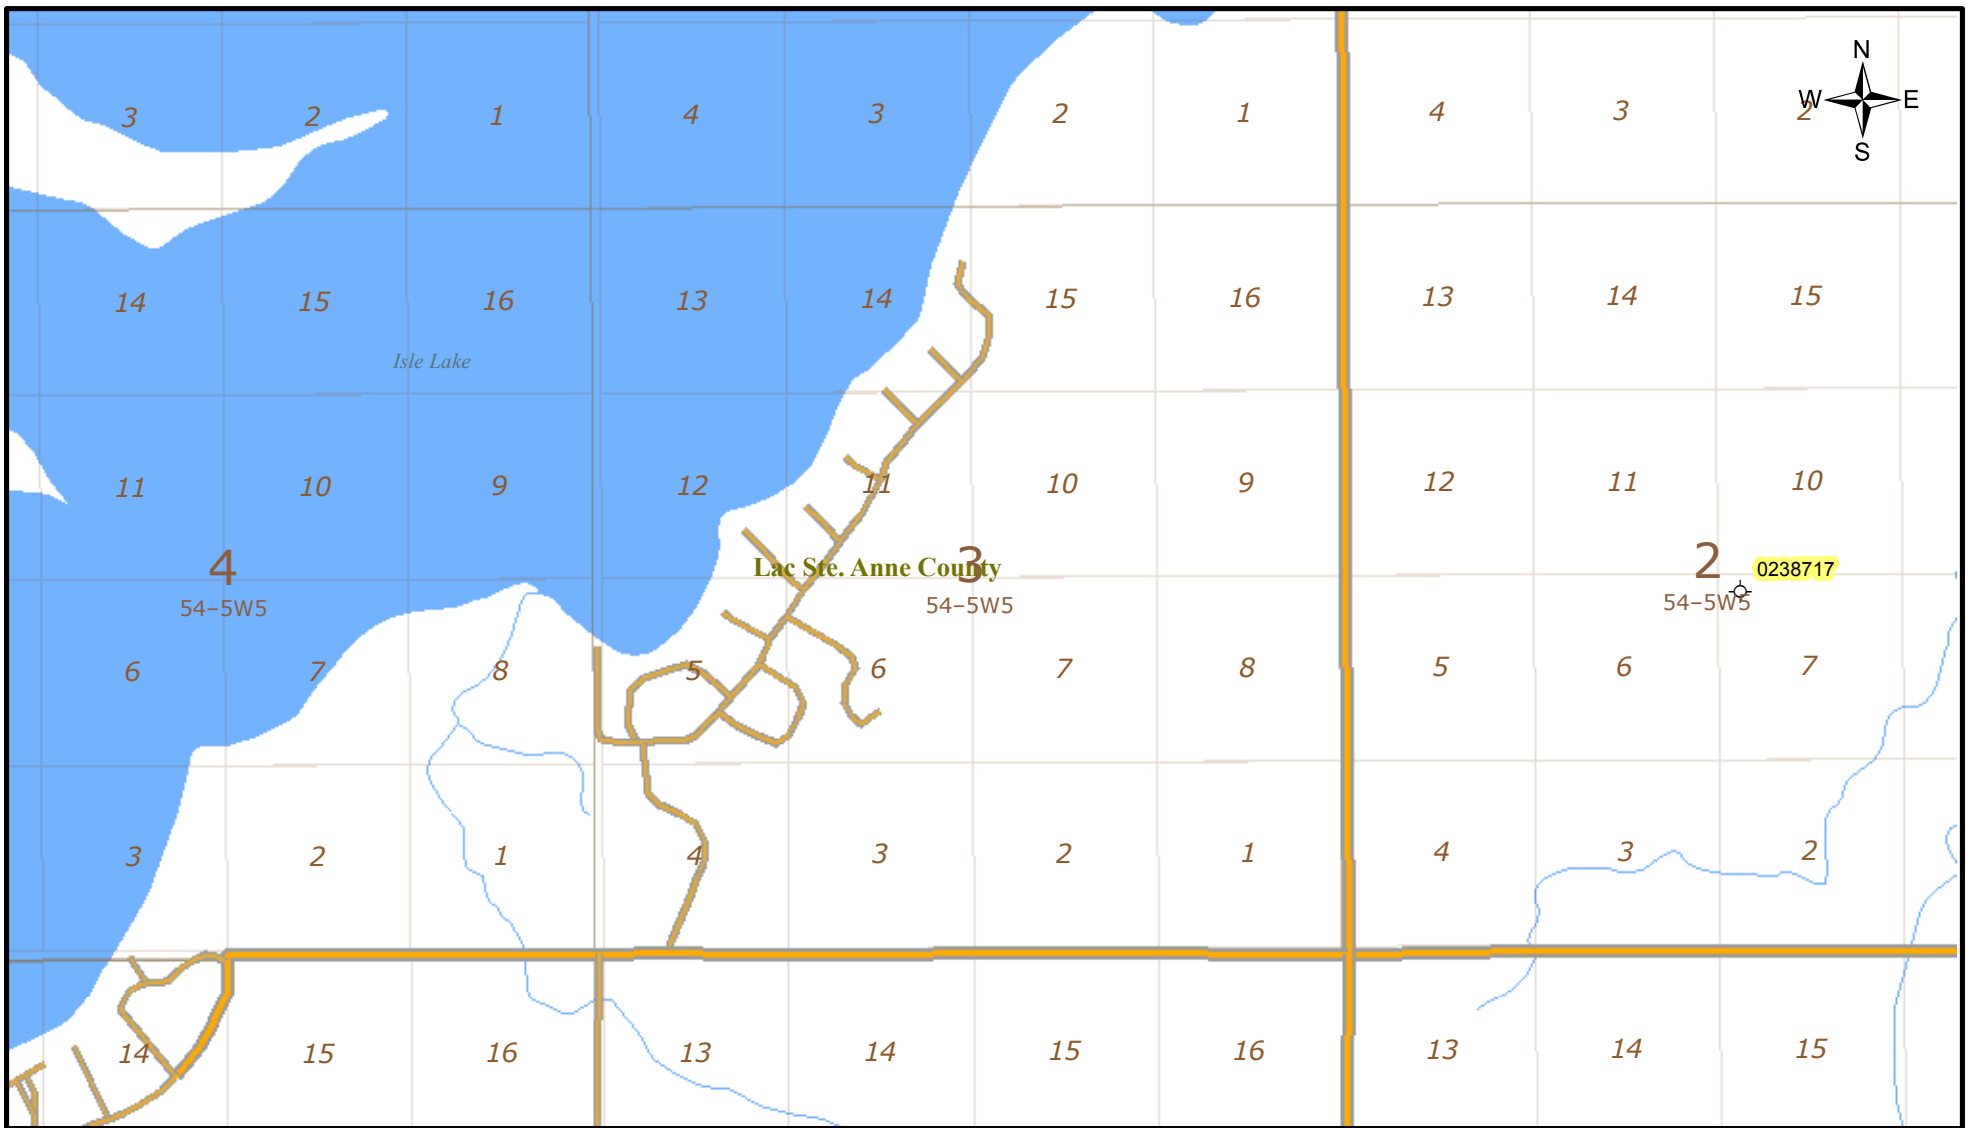 N
W E
S
3 2 1 4 3 2 1 4 3 2
14 15 16 13 14 15 16 13 14 15
Isle Lake
11 10 9 12 11 10 9 12 11 10
4 3 2
Lac Ste. Anne County
0238717
54-5W5 54-5W5 54-5W5
6 7 8 5 6 7 8 5 6 7
3 2 1 4 3 2 1 4 3 2
14 15 16 13 14 15 16 13 14 15